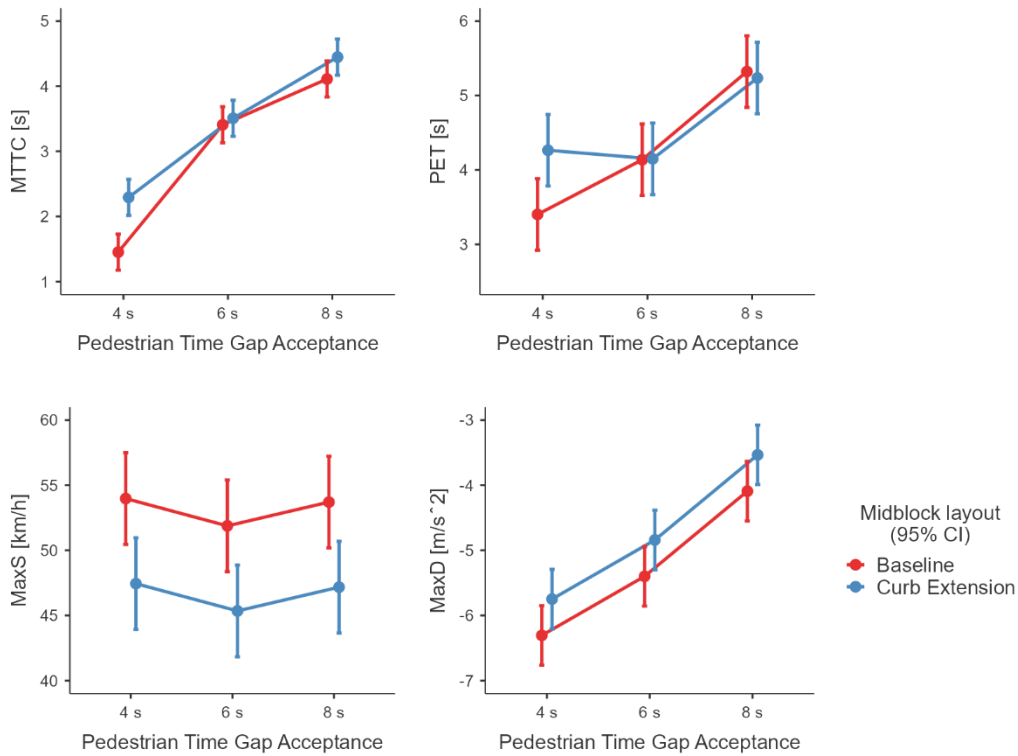 5
4
3
2
1
MTTC [s]
4 s
6 s
8 s
Pedestrian Time Gap Acceptance
6
5
4
3
PET [s]
4 s
6 s
8 s
Pedestrian Time Gap Acceptance
60
55
50
45
40
MaxS [km/h]
4 s
6 s
8 s
Pedestrian Time Gap Acceptance
-3
-4
-5
-6
-7
MaxD [m/s^2]
4 s
6 s
8 s
Pedestrian Time Gap Acceptance
Midblock layout
(95% CI)
Baseline
Curb Extension